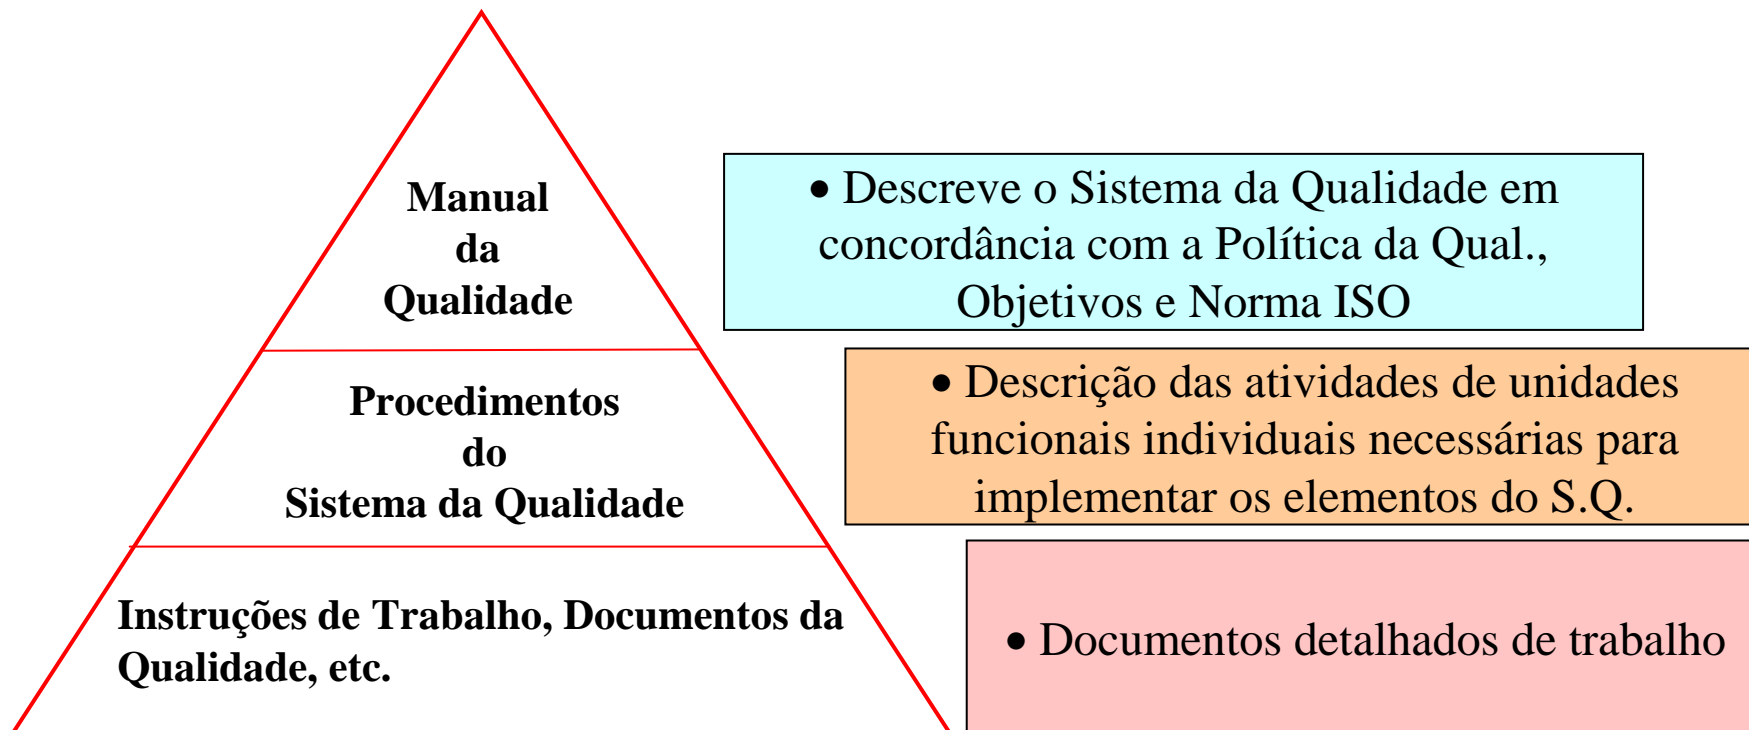 Manual
da
Qualidade
• Descreve o Sistema da Qualidade em
concordância com a Política da Qual.,
Objetivos e Norma ISO
Procedimentos
do
Sistema da Qualidade
• Descrição das atividades de unidades
funcionais individuais necessárias para
implementar os elementos do S.Q.
Instruções de Trabalho, Documentos da
Qualidade, etc.
• Documentos detalhados de trabalho